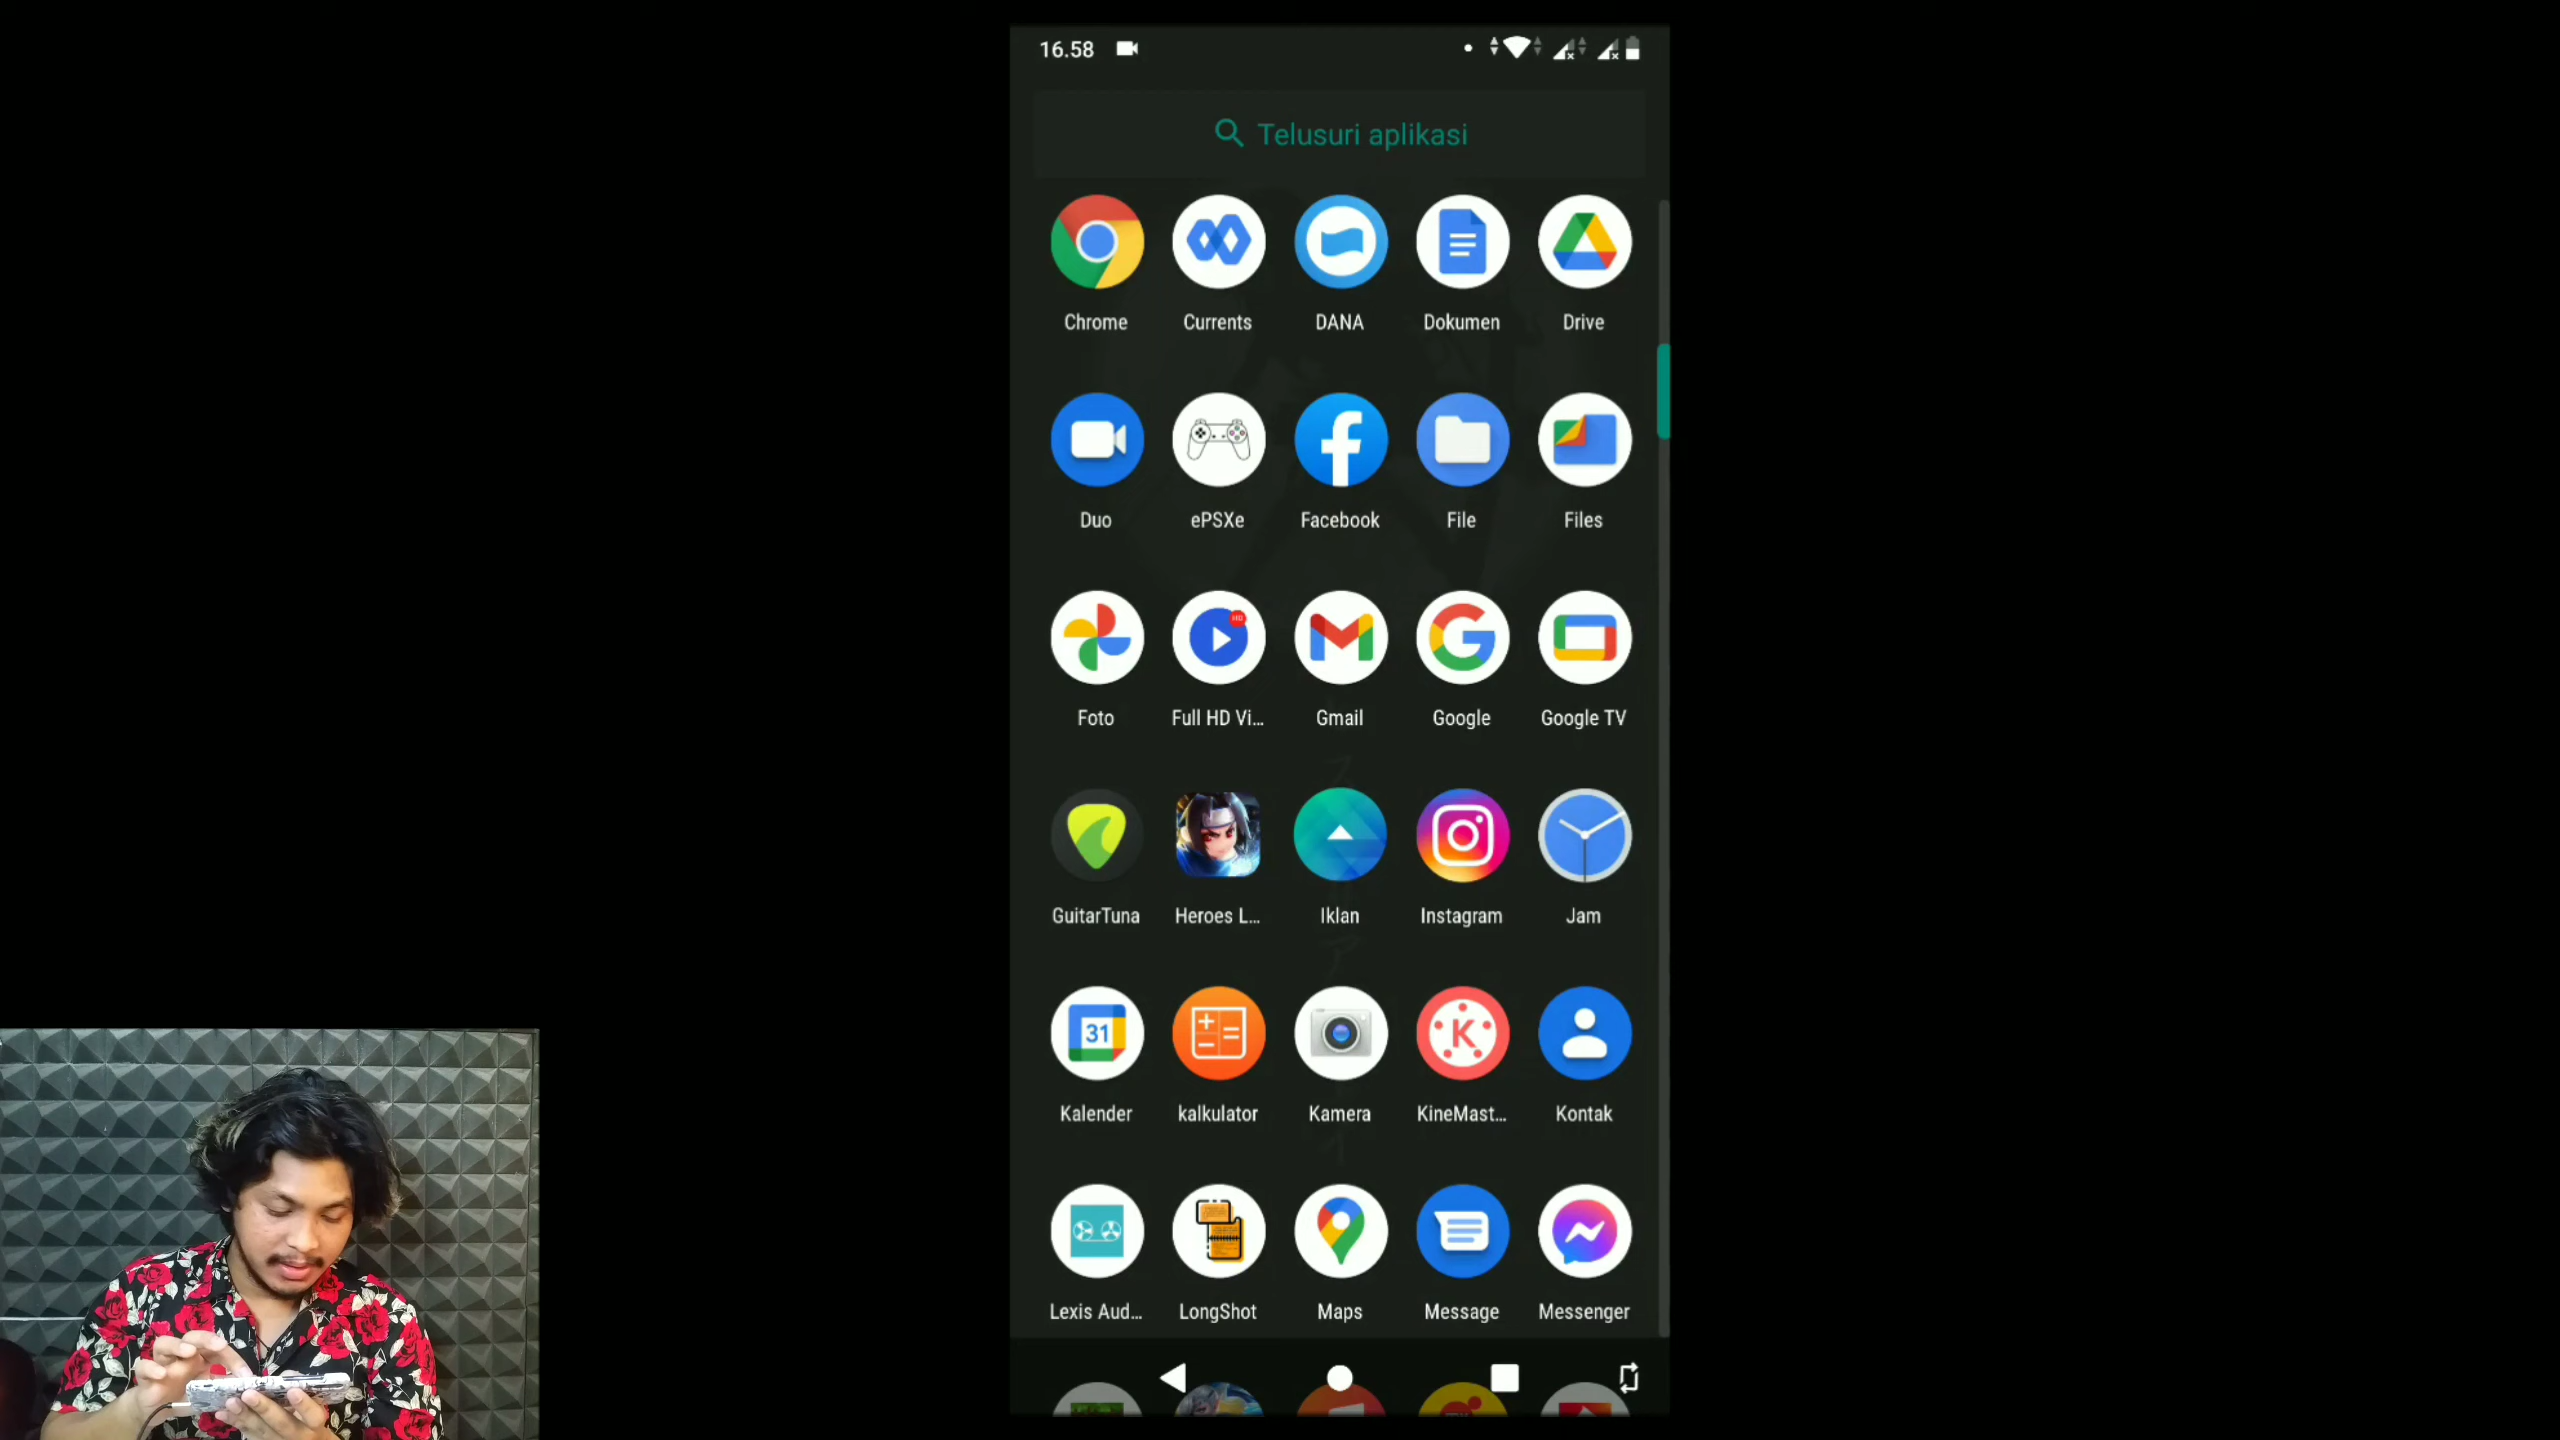 16.58
Telusuri aplikasi
Chrome Currents DANA Dokumen Drive
Duo ePSXe Facebook File Files
HD
Foto Full HD Vi... Gmail Google Google TV
GuitarTuna Heroes L... Iklan Instagram Jam
31
K
Kalender kalkulator Kamera KineMast... Kontak
Lexis Aud... LongShot Maps Message Messenger